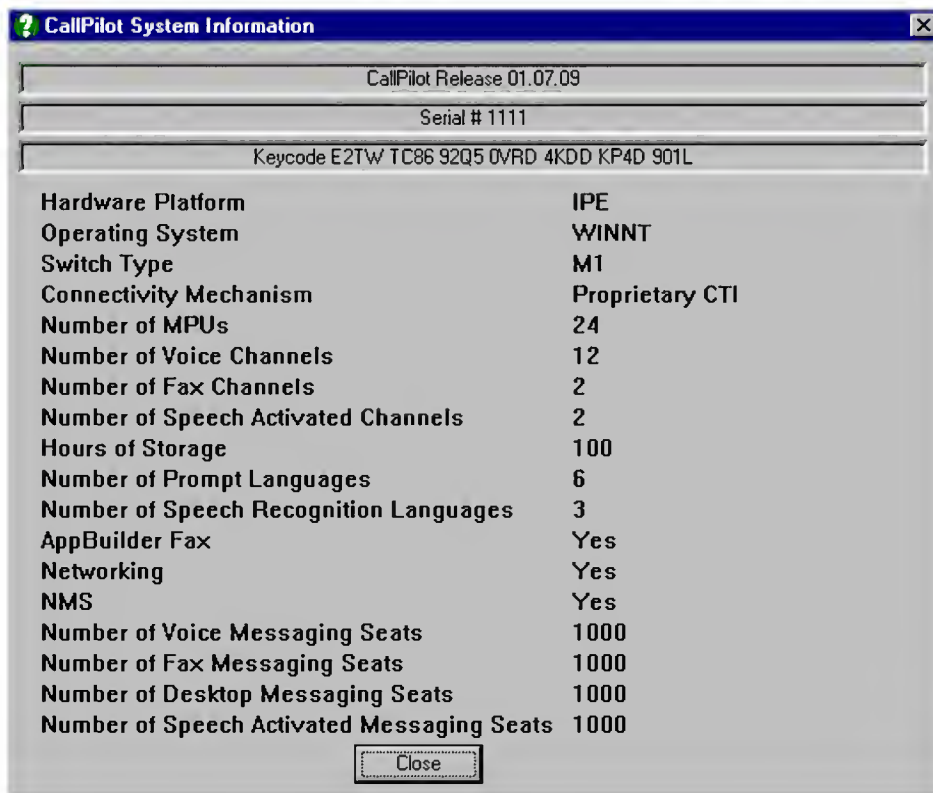 CallPilot System Information
CallPilot Release 01.07.09
Serial # 1111
Keycode E2TW TC86 92Q5 0VRD 4KDD KP4D 901L
Hardware Platform IPE
Operating System WINNT
Switch Type M1
Connectivity Mechanism Proprietary CTI
Number of MPUs 24
Number of Voice Channels 12
Number of Fax Channels 2
Number of Speech Activated Channels 2
Hours of Storage 100
Number of Prompt Languages 6
Number of Speech Recognition Languages 3
AppBuilder Fax Yes
Networking Yes
NMS Yes
Number of Voice Messaging Seats 1000
Number of Fax Messaging Seats 1000
Number of Desktop Messaging Seats 1000
Number of Speech Activated Messaging Seats 1000
Close